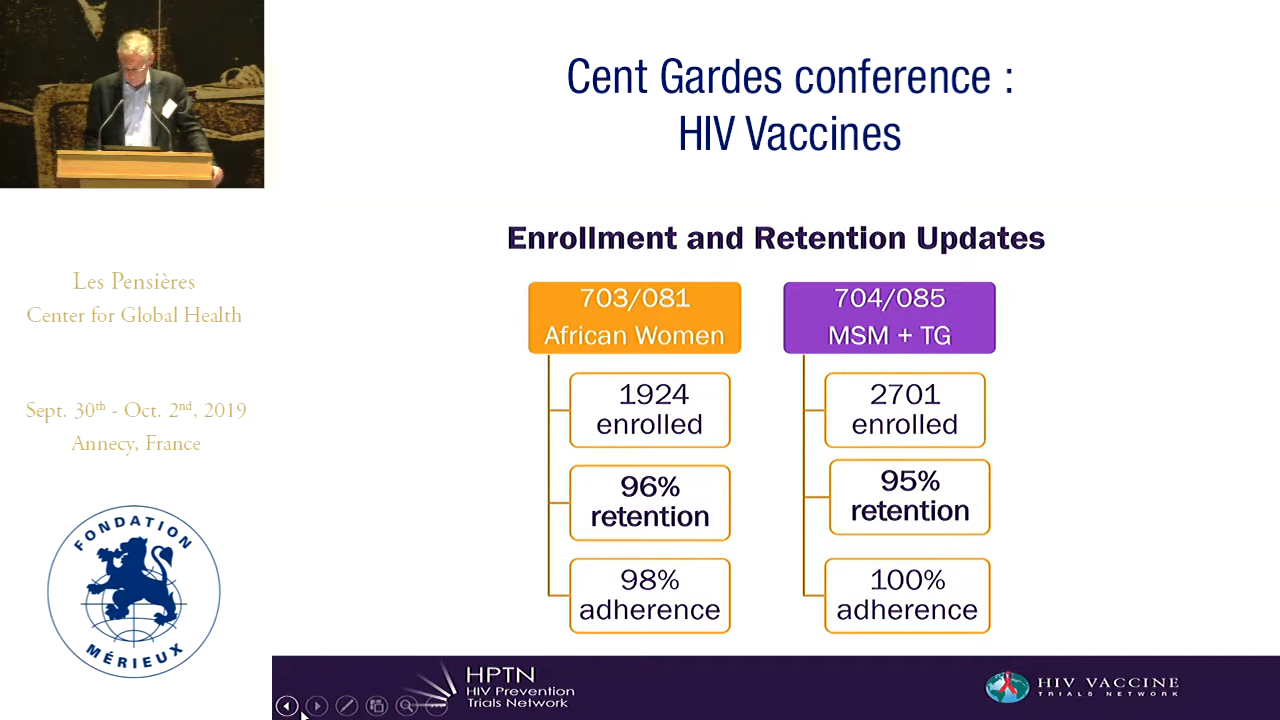 Cent Gardes conference :
HIV Vaccines
Les Pensières
Center for Global Health
Sept. 30th - Oct. 2nd, 2019
Annecy, France
FONDATION
MÉRIEUX
Enrollment and Retention Updates
703/081
African Women
1924
enrolled
96%
retention
98%
adherence
704/085
MSM + TG
2701
enrolled
95%
retention
100%
adherence
HPTN
HIV Prevention
Trials Network
HIV VACCINE
TRIALS NETWORK